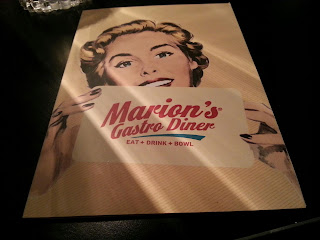 Marion's
Gastro Diner
EAT + DRINK + BOWL